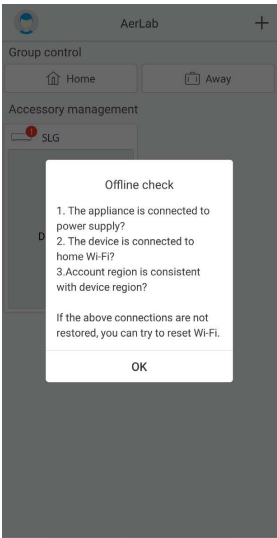 AerLab
Group control
Home
Away
Accessory management
SLG
D
Offline check
1. The appliance is connected to
power supply?
2. The device is connected to
home Wi-Fi?
3.Account region is consistent
with device region?
If the above connections are not
restored, you can try to reset Wi-Fi.
OK